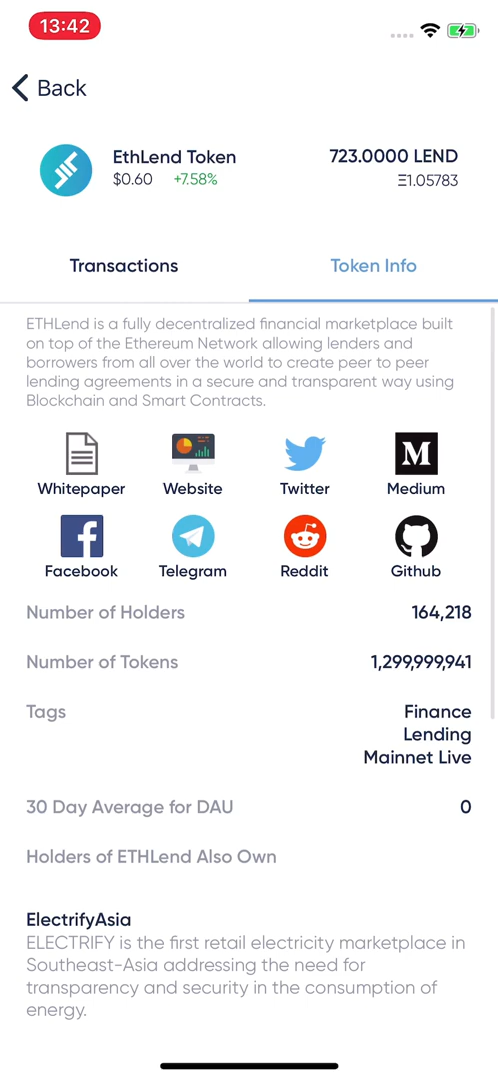 13:42
Back
EthLend Token
723.0000 LEND
$0.60 +7.58%
Ξ1.05783
Transactions
Token Info
ETHLend is a fully decentralized financial marketplace built
on top of the Ethereum Network allowing lenders and
borrowers from all over the world to create peer to peer
lending agreements in a secure and transparent way using
Blockchain and Smart Contracts.
Whitepaper
Website
Twitter
Medium
Facebook
Telegram
Reddit
Github
Number of Holders
164,218
Number of Tokens
1,299,999,941
Tags
Finance
Lending
Mainnet Live
30 Day Average for DAU
0
Holders of ETHLend Also Own
ElectrifyAsia
ELECTRIFY is the first retail electricity marketplace in
Southeast-Asia addressing the need for
transparency and security in the consumption of
energy.